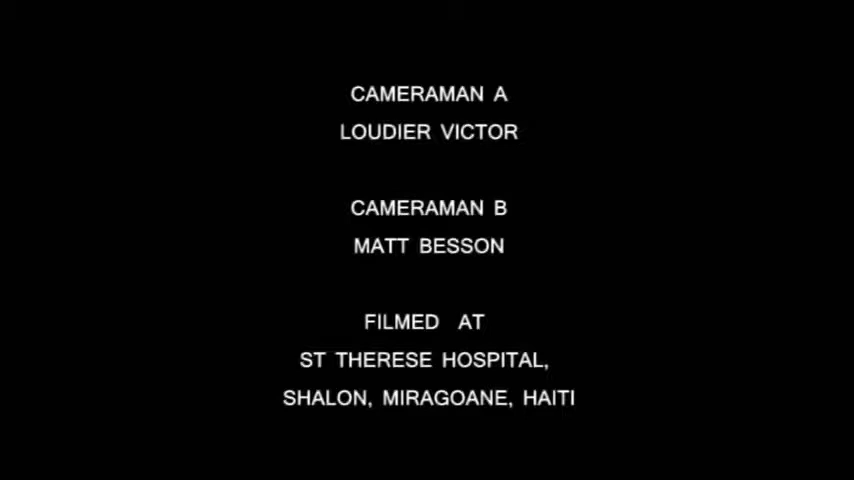 CAMERAMAN A
LOUDIER VICTOR
CAMERAMAN B
MATT BESSON
FILMED AT
ST THERESE HOSPITAL,
SHALON, MIRAGOANE, HAITI